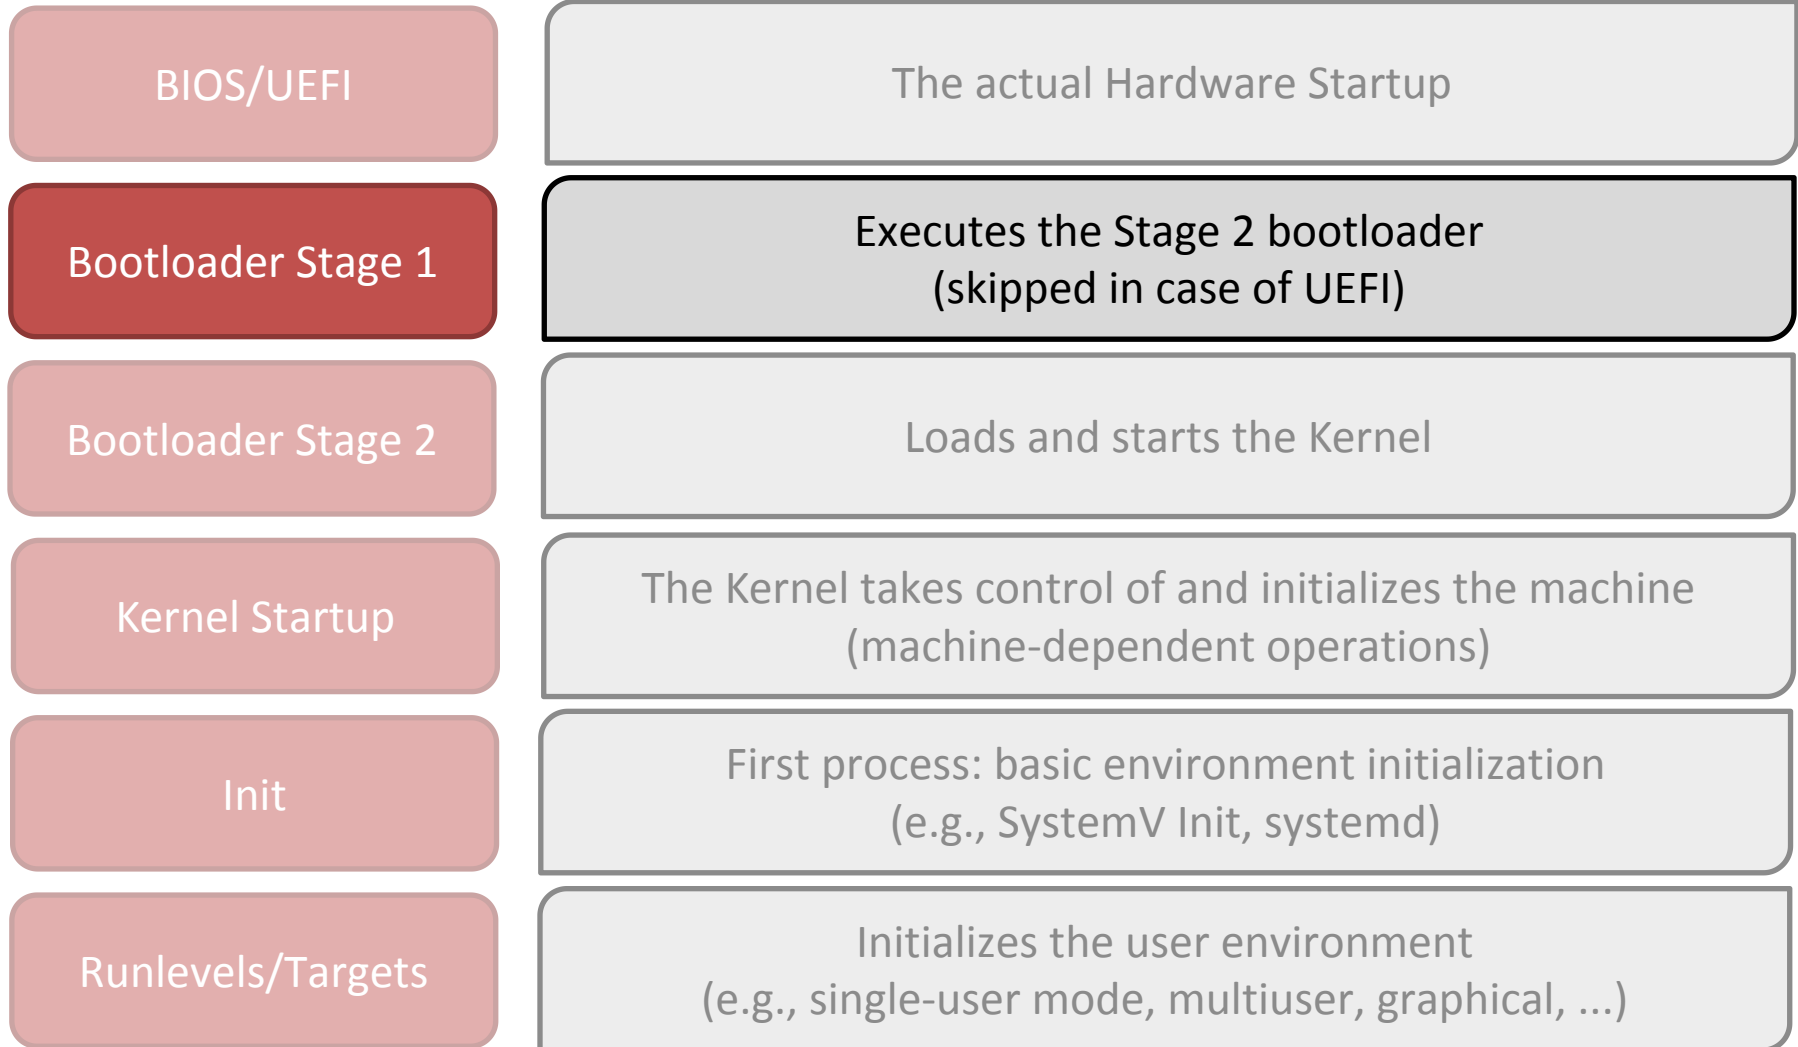 BIOS/UEFI
The actual Hardware Startup
Bootloader Stage 1
Executes the Stage 2 bootloader
(skipped in case of UEFI)
Bootloader Stage 2
Loads and starts the Kernel
Kernel Startup
The Kernel takes control of and initializes the machine
(machine-dependent operations)
Init
First process: basic environment initialization
(e.g., SystemV Init, systemd)
Runlevels/Targets
Initializes the user environment
(e.g., single-user mode, multiuser, graphical, ...)